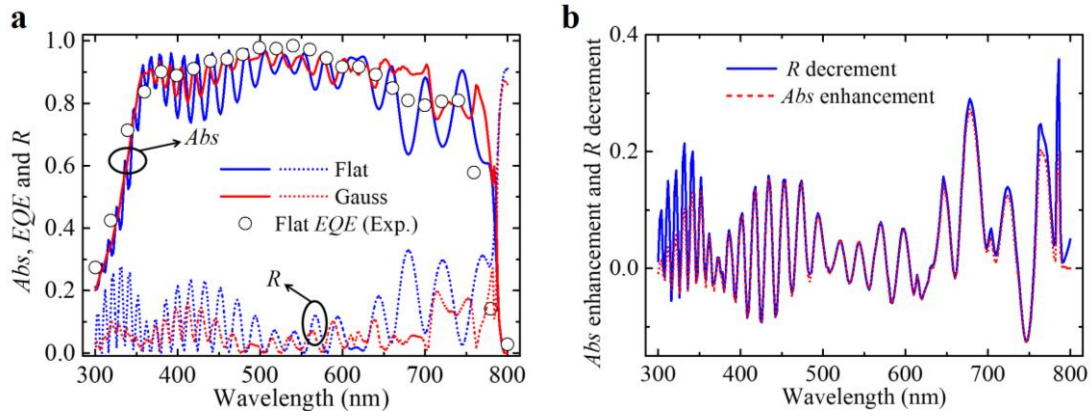 a
Abs, EQE and R
1.0
0.8
0.6
0.4
0.2
0.0
Abs
Flat
Gauss
Flat EQE (Exp.)
R
300 400 500 600 700 800
Wavelength (nm)
b
Abs enhancement and R decrement
0.4
0.2
0.0
R decrement
Abs enhancement
300 400 500 600 700 800
Wavelength (nm)